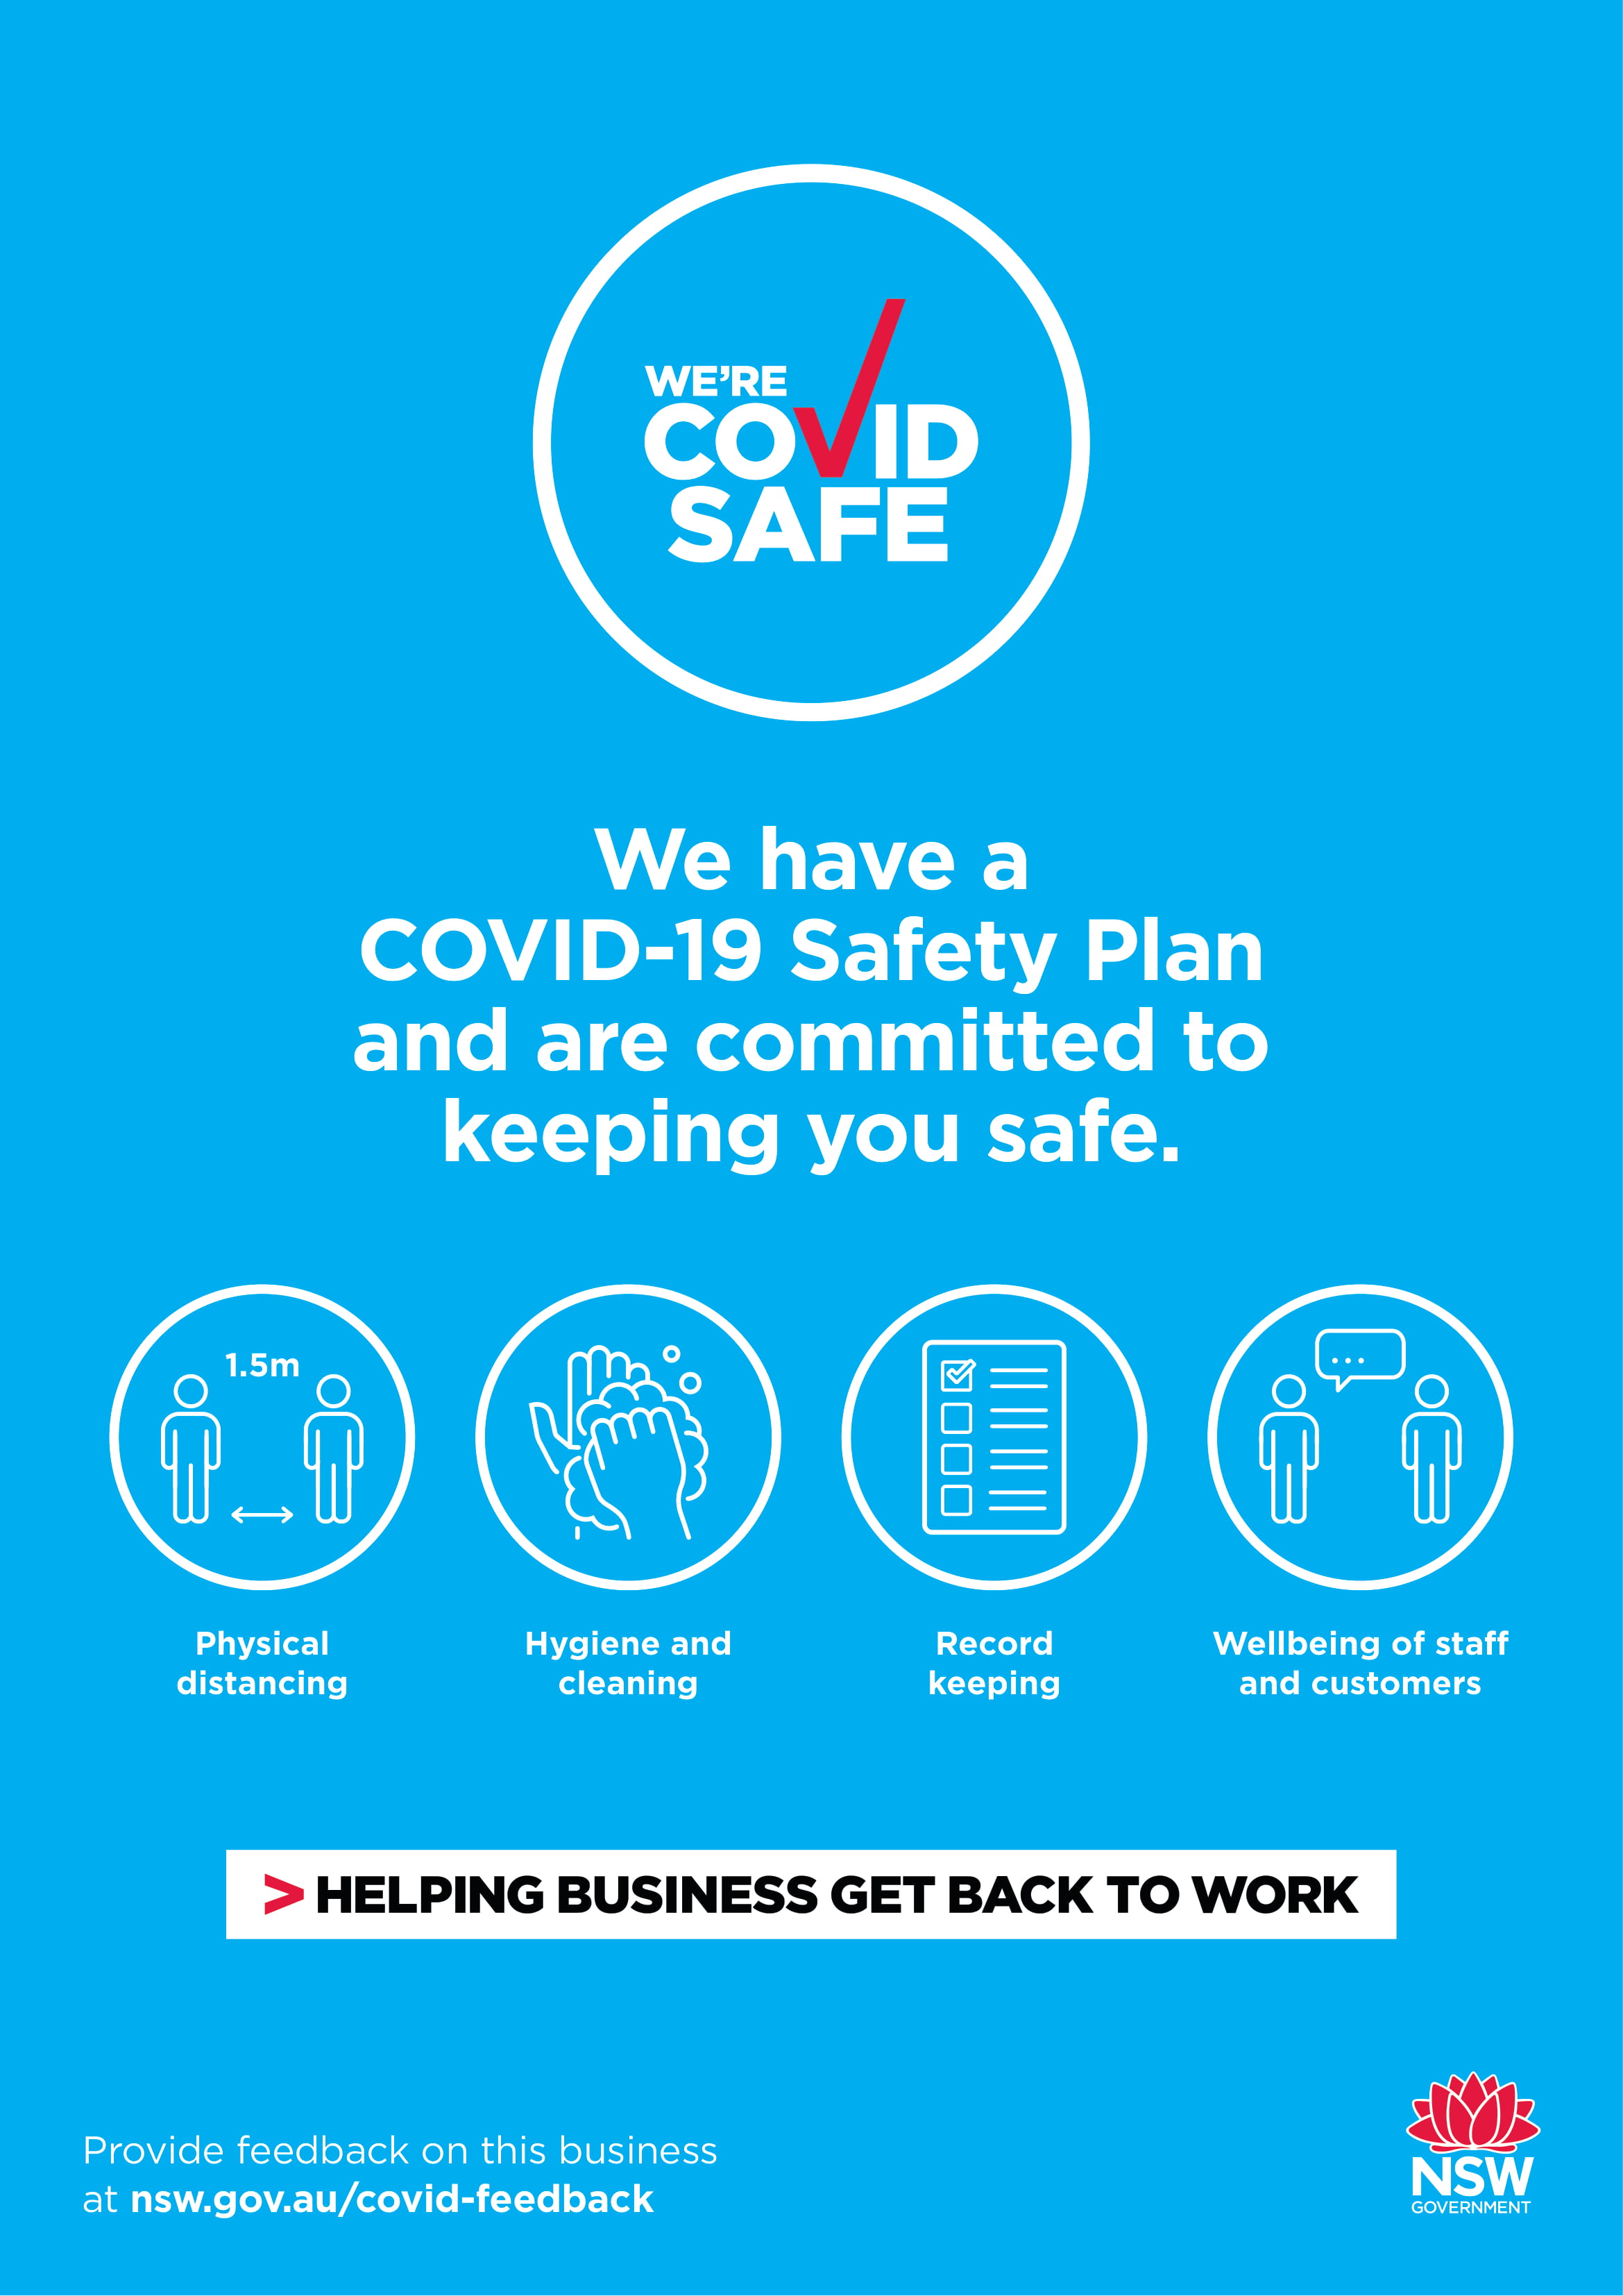 WE'RE
COVID
SAFE
We have a
COVID-19 Safety Plan
and are committed to
keeping you safe.
1.5m
Physical
distancing
Hygiene and
cleaning
Record
keeping
Wellbeing of staff
and customers
> HELPING BUSINESS GET BACK TO WORK
Provide feedback on this business
at nsw.gov.au/covid-feedback
NSW
GOVERNMENT